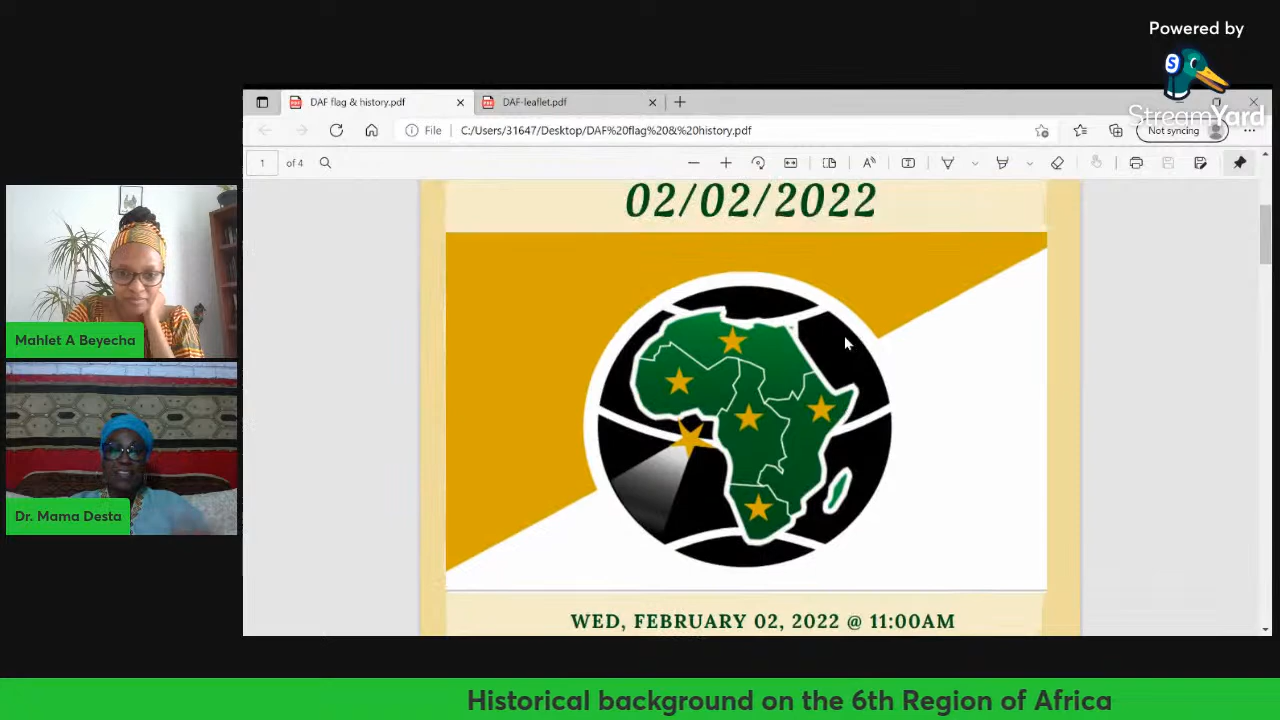 Powered by
S
StreamYard
DAF flag & history.pdf
DAF-leaflet.pdf
File
C:/Users/31647/Desktop/DAF%20flag%20&%20history.pdf
Not syncing
1 of 4
02/02/2022
WED, FEBRUARY 02, 2022 @ 11:00AM
Mahlet A Beyecha
Dr. Mama Desta
Historical background on the 6th Region of Africa